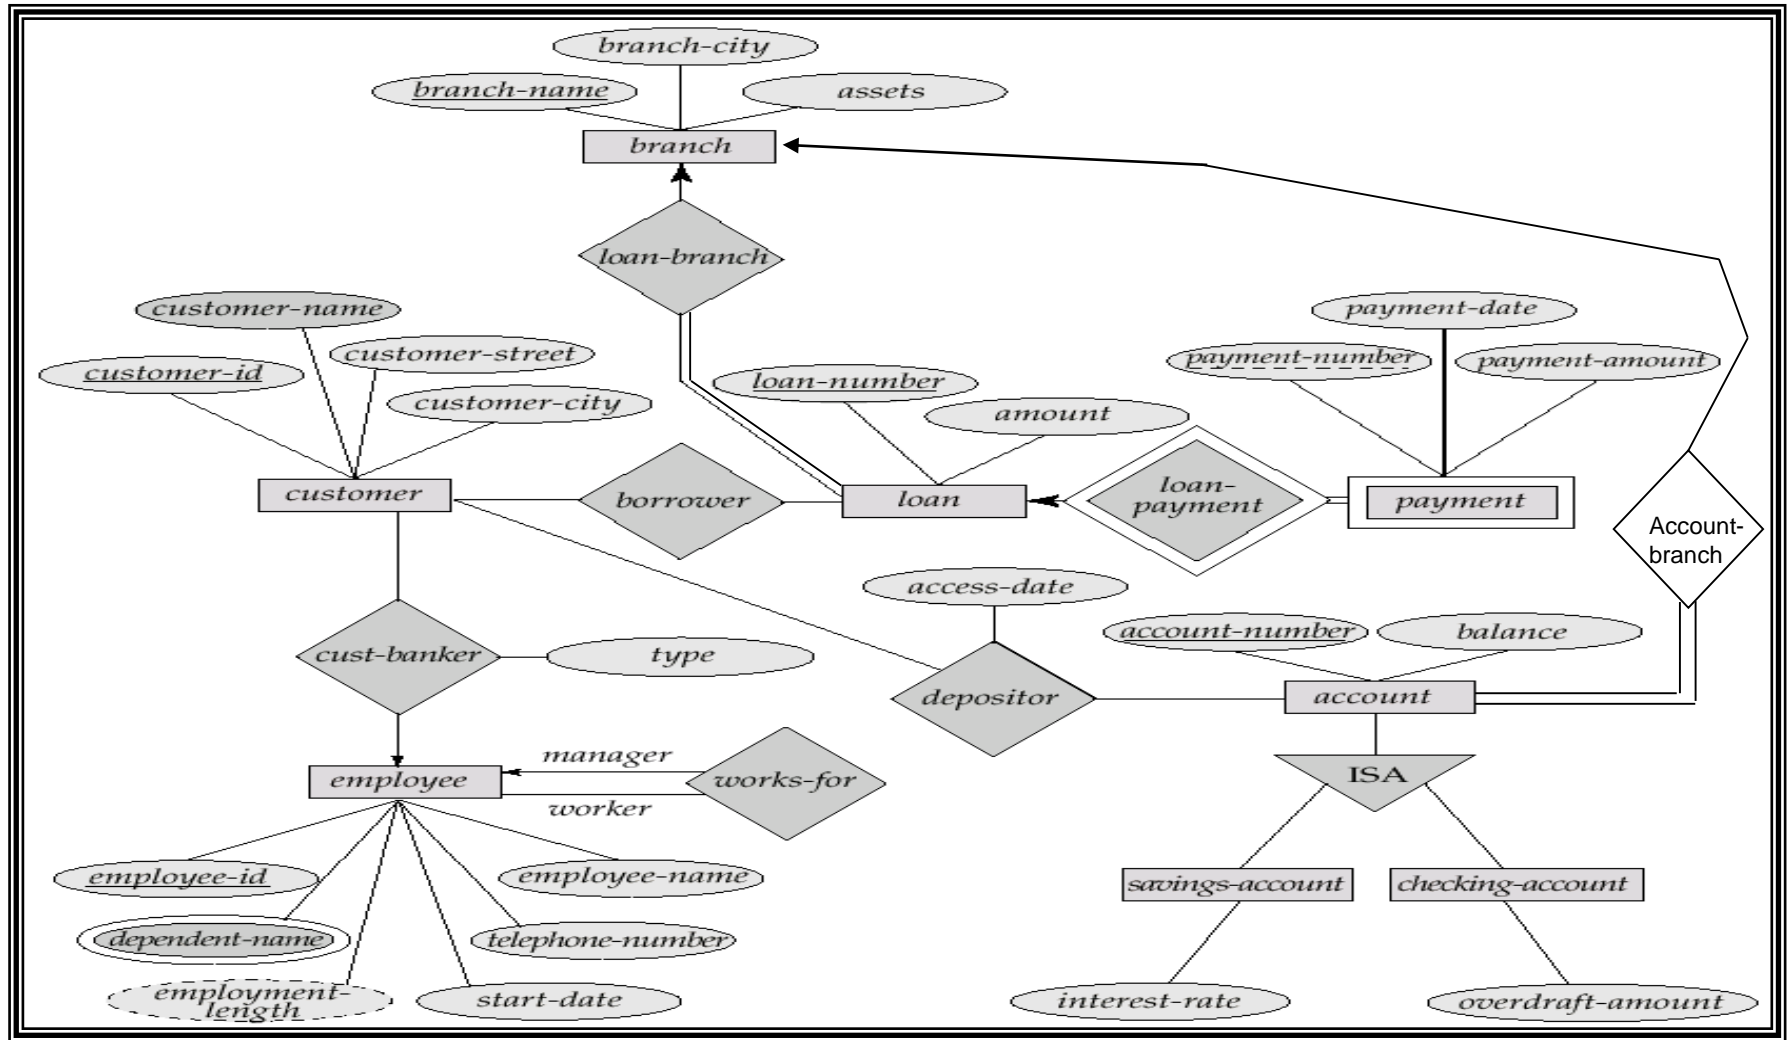 branch-city
branch-name
assets
branch
loan-branch
customer-name
customer-street
customer-id
customer-city
payment-date
payment-number
payment-amount
loan-number
amount
customer
borrower
loan
loan-
payment
payment
Account-
branch
access-date
account-number
balance
cust-banker
type
depositor
account
manager
employee
works-for
worker
ISA
employee-id
employee-name
savings-account
checking-account
dependent-name
telephone-number
employment-
length
start-date
interest-rate
overdraft-amount